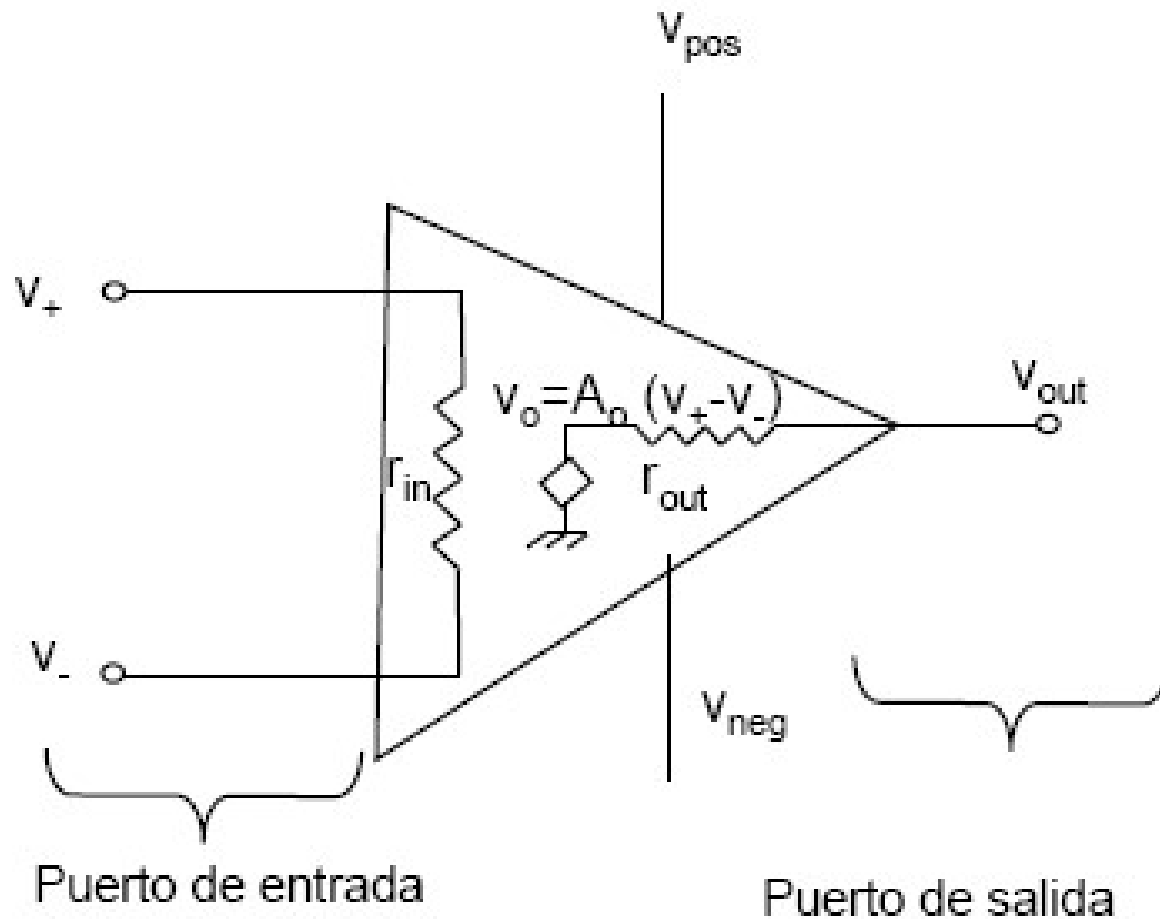 v_pos
v_+
v_o=A_o (v_+-v_-)
v_out
r_in
r_out
v_-
v_neg
Puerto de entrada
Puerto de salida